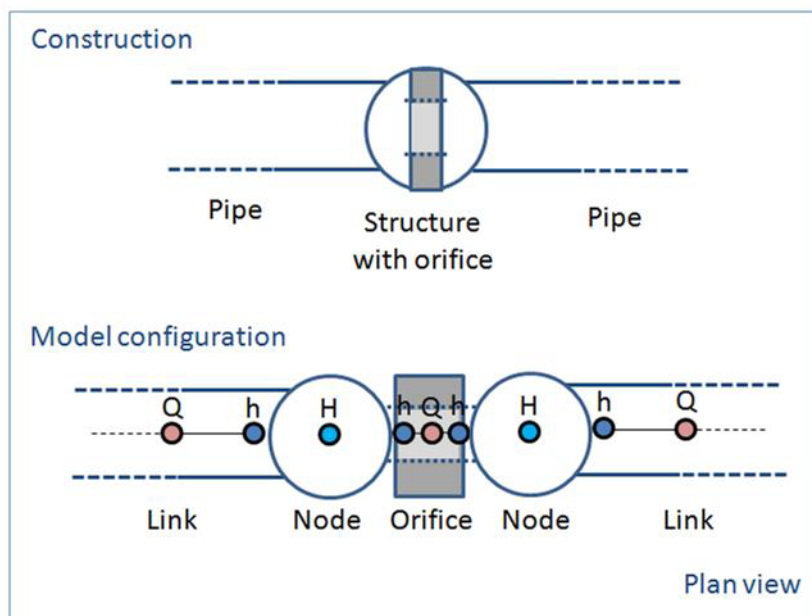 Construction
Pipe
Structure
with orifice
Pipe
Model configuration
Q h H h Q h H h Q
Link Node Orifice Node Link
Plan view